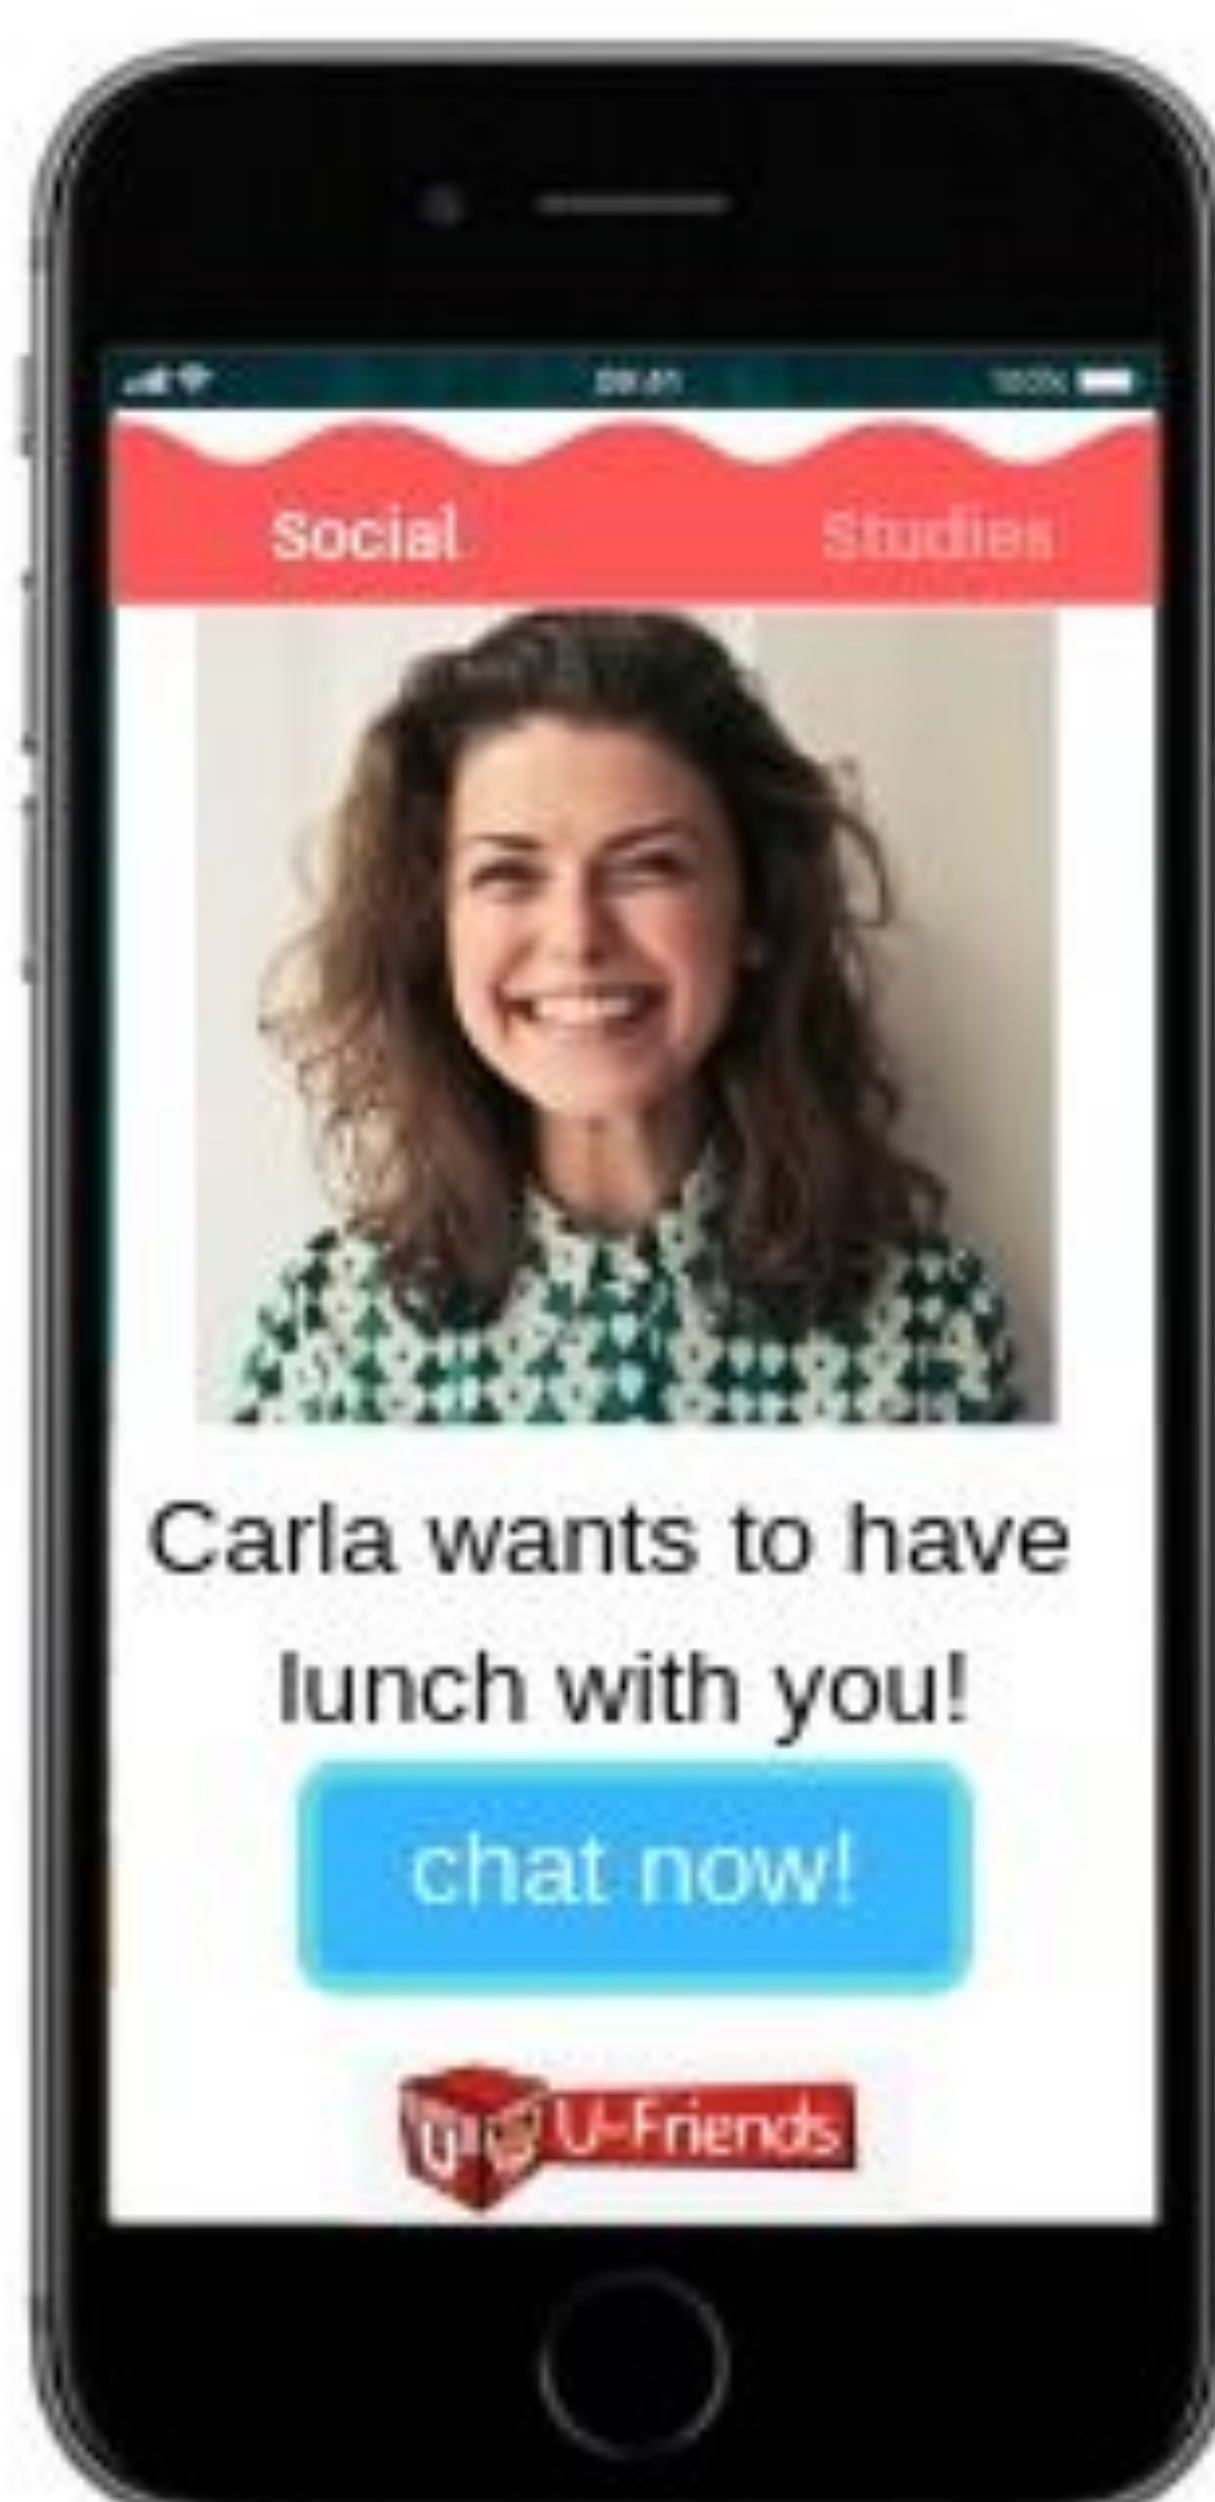 Social
Studies
Carla wants to have
lunch with you!
chat now!
U-Friends